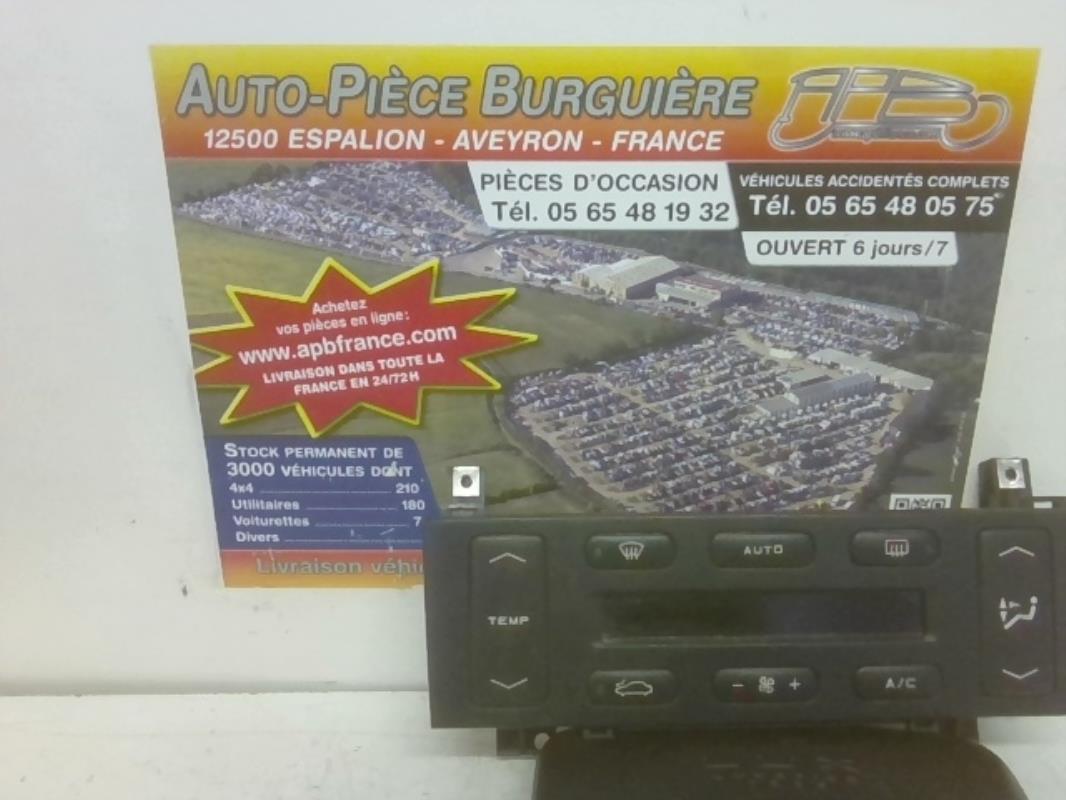 AUTO-PIÈCE BURGUIÈRE
APB
12500 ESPALION - AVEYRON - FRANCE
PIÈCES D'OCCASION
Tél. 05 65 48 19 32
VÉHICULES ACCIDENTÉS COMPLETS
Tél. 05 65 48 05 75
OUVERT 6 jours/7
Achetez
vos pièces en ligne:
www.apbfrance.com
LIVRAISON DANS TOUTE LA
FRANCE EN 24/72H
STOCK PERMANENT DE
3000 VÉHICULES DONT
4x4 210
Utilitaires 180
Voiturettes 7
Divers
Livraison
AUTO
TEMP
- +
A/C